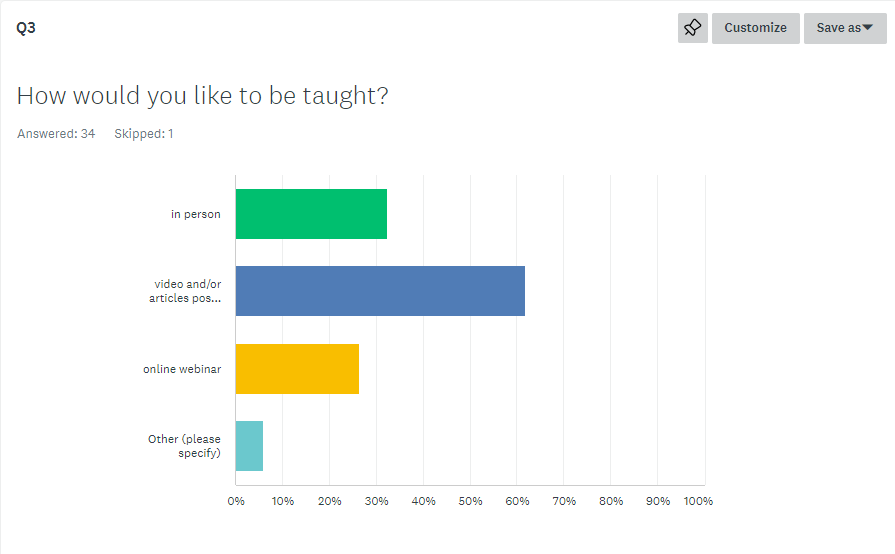 Q3
Customize
Save as
How would you like to be taught?
Answered: 34 Skipped: 1
in person
video and/or
articles pos...
online webinar
Other (please
specify)
0% 10% 20% 30% 40% 50% 60% 70% 80% 90% 100%